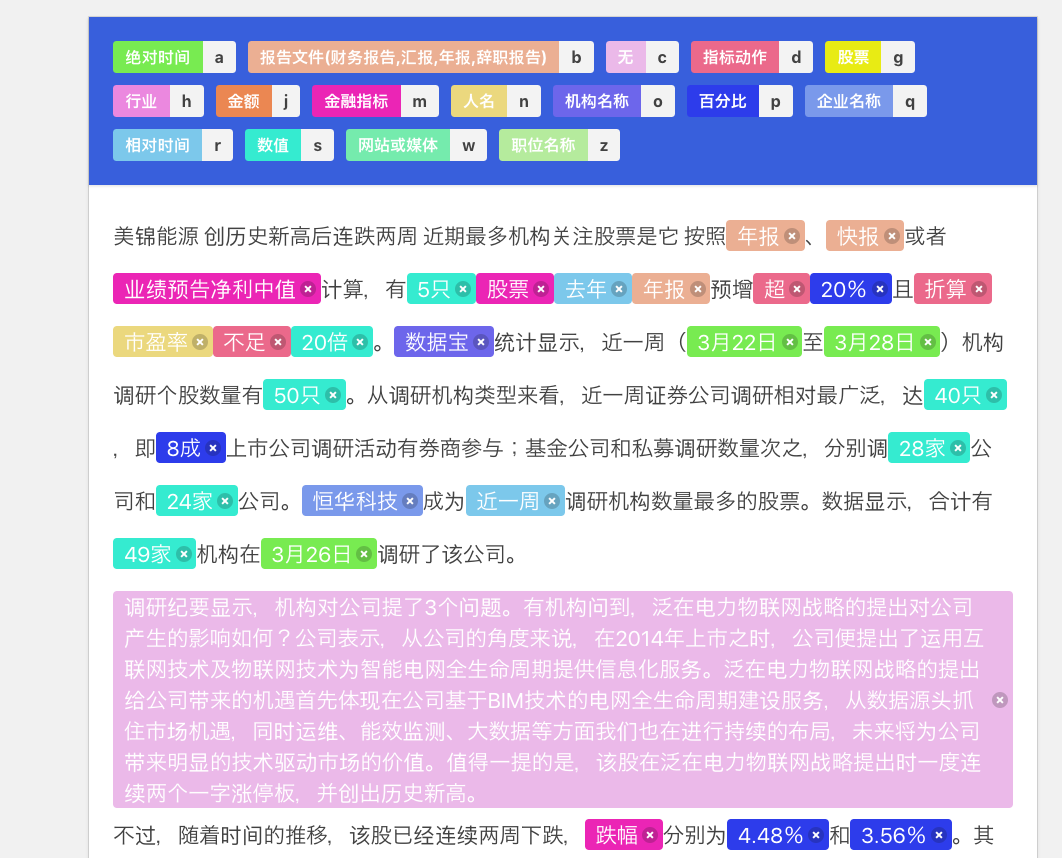 绝对时间 a 报告文件(财务报告,汇报,年报,辞职报告) b 无 c 指标动作 d 股票 g
行业 h 金额 j 金融指标 m 人名 n 机构名称 o 百分比 p 企业名称 q
相对时间 r 数值 s 网站或媒体 w 职位名称 z
美锦能源 创历史新高后连跌两周 近期最多机构关注股票是它 按照年报、快报或者
业绩预告净利中值计算，有5只股票去年年报预增超20%且折算
市盈率不足20倍。数据宝统计显示，近一周（3月22日至3月28日）机构
调研个股数量有50只。从调研机构类型来看，近一周证券公司调研相对最广泛，达40只
，即8成上市公司调研活动有券商参与；基金公司和私募调研数量次之，分别调28家公
司和24家公司。恒华科技成为近一周调研机构数量最多的股票。数据显示，合计有
49家机构在3月26日调研了该公司。
调研纪要显示，机构对公司提了3个问题。有机构问到，泛在电力物联网战略的提出对公司
产生的影响如何？公司表示，从公司的角度来说，在2014年上市之时，公司便提出了运用互
联网技术及物联网技术为智能电网全生命周期提供信息化服务。泛在电力物联网战略的提出
给公司带来的机遇首先体现在公司基于BIM技术的电网全生命周期建设服务，从数据源头抓
住市场机遇，同时运维、能效监测、大数据等方面我们也在进行持续的布局，未来将为公司
带来明显的技术驱动市场的价值。值得一提的是，该股在泛在电力物联网战略提出时一度连
续两个一字涨停板，并创出历史新高。
不过，随着时间的推移，该股已经连续两周下跌，跌幅分别为4.48%和3.56%。其